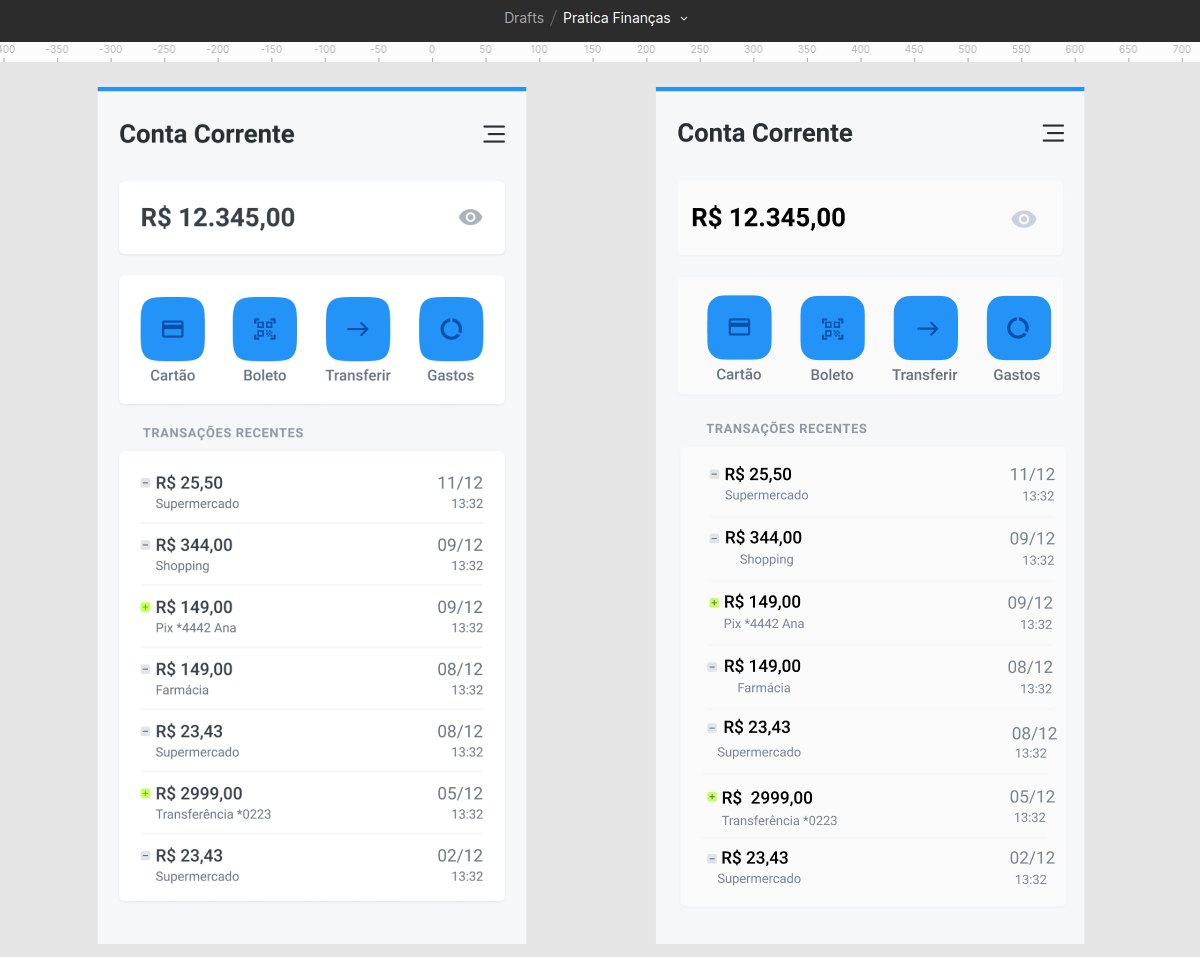 Drafts / Pratica Finanças
-400 -350 -300 -250 -200 -150 -100 -50 0 50 100 150 200 250 300 350 400 450 500 550 600 650 700
Conta Corrente
R$ 12.345,00
Cartão Boleto Transferir Gastos
TRANSAÇÕES RECENTES
R$ 25,50 11/12
Supermercado 13:32
R$ 344,00 09/12
Shopping 13:32
R$ 149,00 09/12
Pix *4442 Ana 13:32
R$ 149,00 08/12
Farmácia 13:32
R$ 23,43 08/12
Supermercado 13:32
R$ 2999,00 05/12
Transferência *0223 13:32
R$ 23,43 02/12
Supermercado 13:32
Conta Corrente
R$ 12.345,00
Cartão Boleto Transferir Gastos
TRANSAÇÕES RECENTES
R$ 25,50 11/12
Supermercado 13:32
R$ 344,00 09/12
Shopping 13:32
R$ 149,00 09/12
Pix *4442 Ana 13:32
R$ 149,00 08/12
Farmácia 13:32
R$ 23,43 08/12
Supermercado 13:32
R$ 2999,00 05/12
Transferência *0223 13:32
R$ 23,43 02/12
Supermercado 13:32